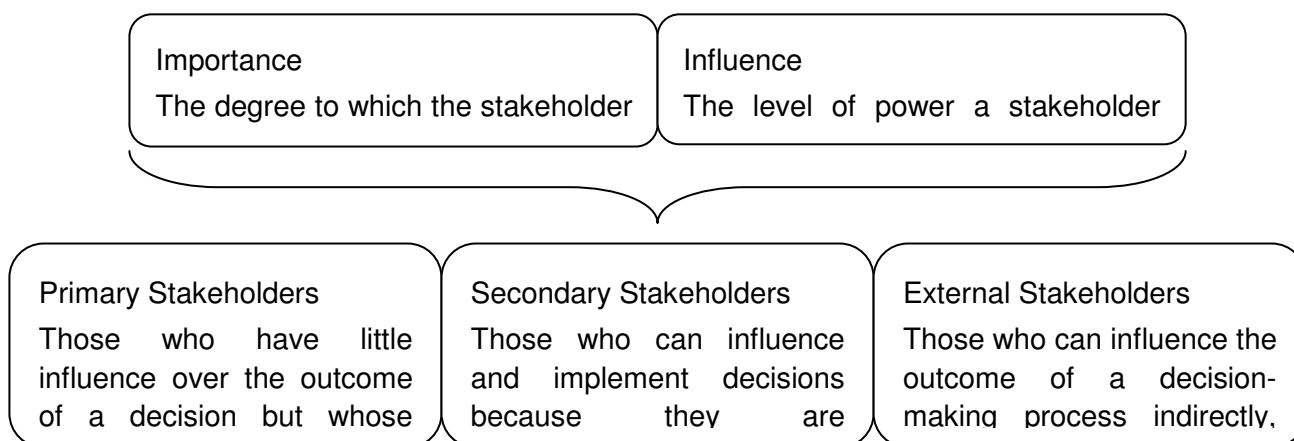 Importance
The degree to which the stakeholder
Influence
The level of power a stakeholder
Primary Stakeholders
Those who have little
influence over the outcome
of a decision but whose
Secondary Stakeholders
Those who can influence
and implement decisions
because they are
External Stakeholders
Those who can influence the
outcome of a decision-
making process indirectly,